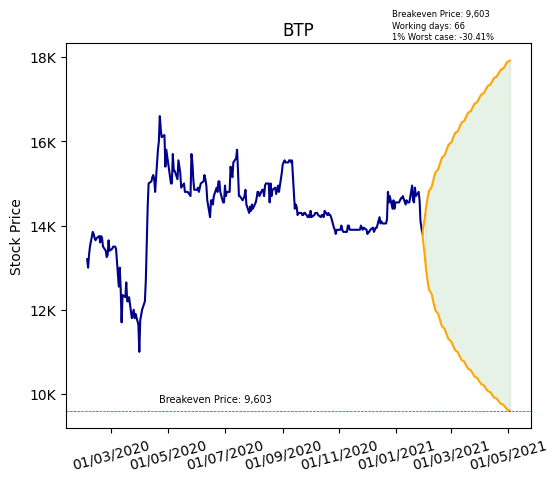 Breakeven Price: 9,603
Working days: 66
1% Worst case: -30.41%
BTP
18K
16K
14K
12K
10K
Stock Price
Breakeven Price: 9,603
01/03/2020
01/05/2020
01/07/2020
01/09/2020
01/11/2020
01/01/2021
01/03/2021
01/05/2021